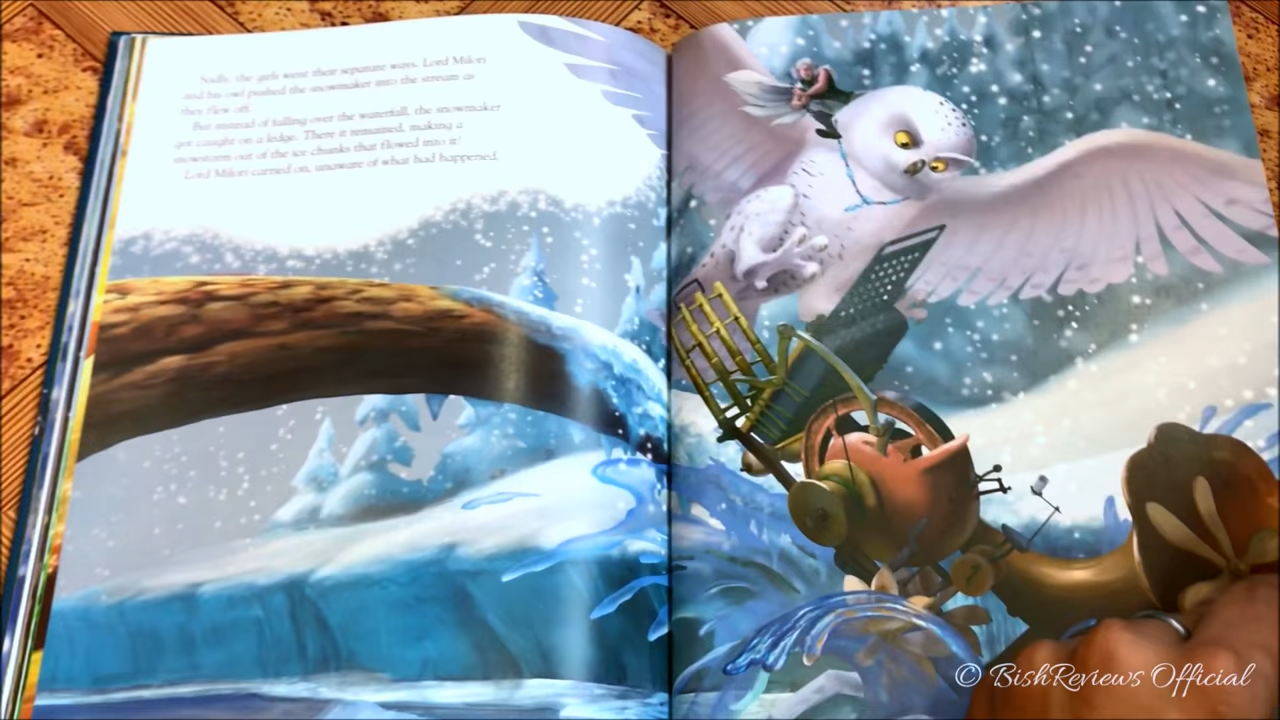 Sadly, the girls went their separate ways. Lord Milori
and his owl pushed the snowmaker into the stream as
they flew off.
But instead of falling over the waterfall, the snowmaker
got caught on a ledge. There it remained, making a
snowstorm out of the ice chunks that flowed into it!
Lord Milori carried on, unaware of what had happened.
© BishReviews Official